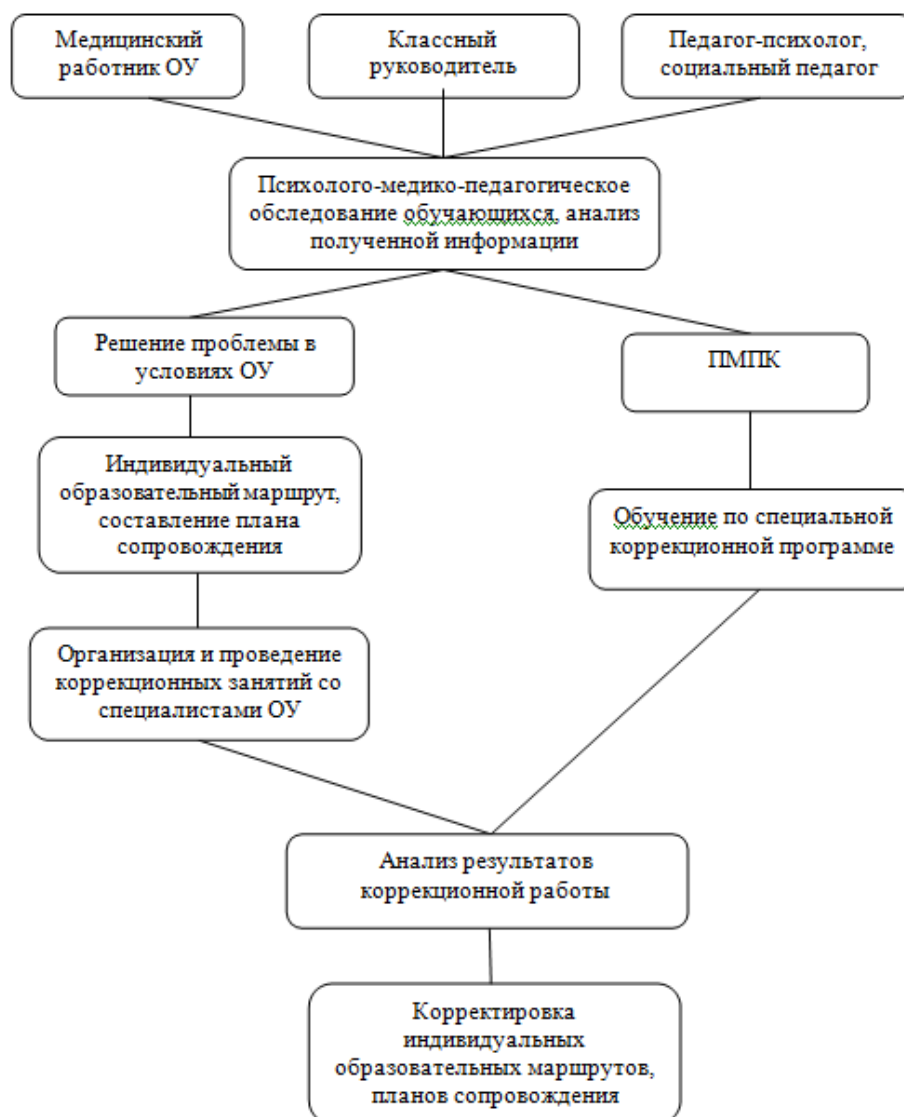 Медицинский
работник ОУ
Классный
руководитель
Педагог-психолог,
социальный педагог
Психолого-медико-педагогическое
обследование обучающихся, анализ
полученной информации
Решение проблемы в
условиях ОУ
ПМПК
Индивидуальный
образовательный маршрут,
составление плана
сопровождения
Обучение по специальной
коррекционной программе
Организация и проведение
коррекционных занятий со
специалистами ОУ
Анализ результатов
коррекционной работы
Корректировка
индивидуальных
образовательных маршрутов,
планов сопровождения